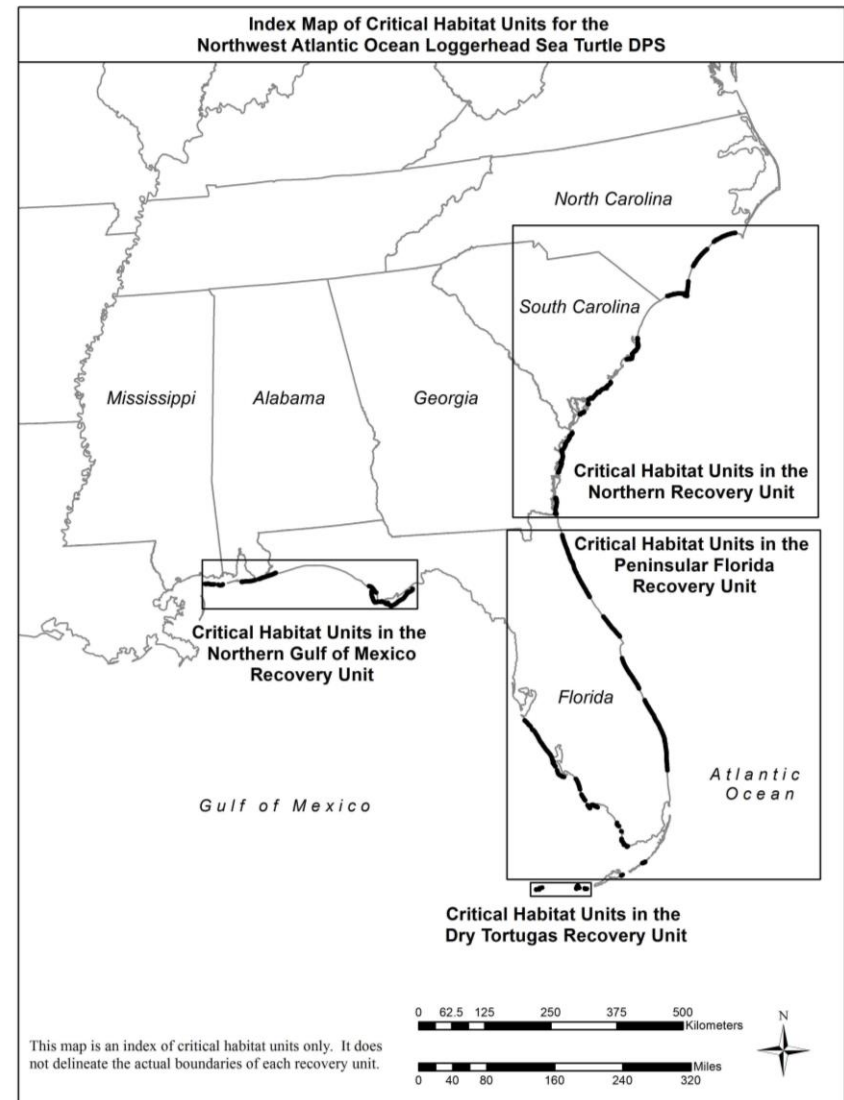 Index Map of Critical Habitat Units for the
Northwest Atlantic Ocean Loggerhead Sea Turtle DPS
North Carolina
South Carolina
Mississippi
Alabama
Georgia
Critical Habitat Units in the
Northern Recovery Unit
Critical Habitat Units in the
Peninsular Florida
Recovery Unit
Critical Habitat Units in the
Northern Gulf of Mexico
Recovery Unit
Florida
Atlantic
Ocean
Gulf of Mexico
Critical Habitat Units in the
Dry Tortugas Recovery Unit
0 62.5 125 250 375 500
Kilometers
Miles
0 40 80 160 240 320
N
This map is an index of critical habitat units only. It does
not delineate the actual boundaries of each recovery unit.